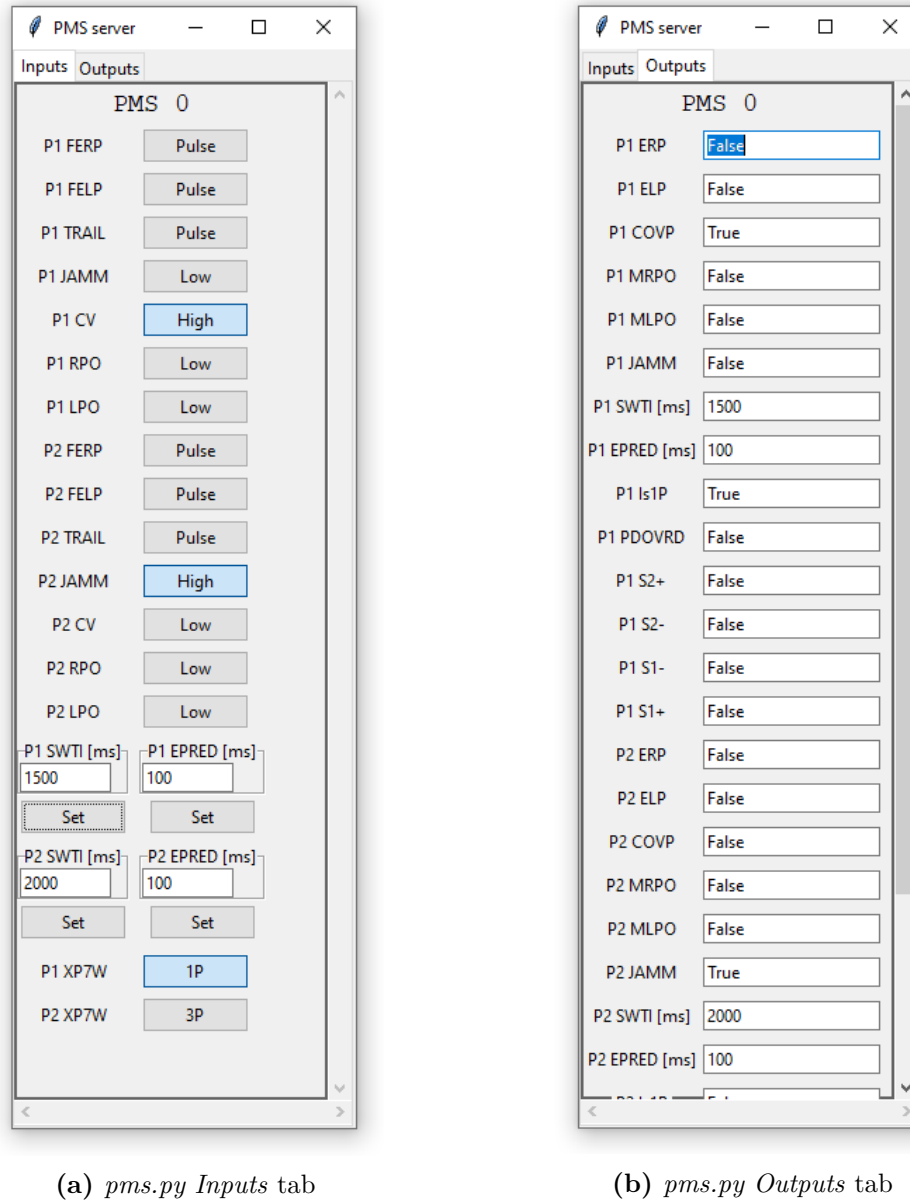 PMS server
Inputs Outputs
PMS 0
P1 FERP Pulse
P1 FELP Pulse
P1 TRAIL Pulse
P1 JAMM Low
P1 CV High
P1 RPO Low
P1 LPO Low
P2 FERP Pulse
P2 FELP Pulse
P2 TRAIL Pulse
P2 JAMM High
P2 CV Low
P2 RPO Low
P2 LPO Low
P1 SWTI [ms] P1 EPRED [ms]
1500 100
Set Set
P2 SWTI [ms] P2 EPRED [ms]
2000 100
Set Set
P1 XP7W 1P
P2 XP7W 3P
(a) pms.py Inputs tab
PMS server
Inputs Outputs
PMS 0
P1 ERP False
P1 ELP False
P1 COVP True
P1 MRPO False
P1 MLPO False
P1 JAMM False
P1 SWTI [ms] 1500
P1 EPRED [ms] 100
P1 Is1P True
P1 PDOVRD False
P1 S2+ False
P1 S2- False
P1 S1- False
P1 S1+ False
P2 ERP False
P2 ELP False
P2 COVP False
P2 MRPO False
P2 MLPO False
P2 JAMM True
P2 SWTI [ms] 2000
P2 EPRED [ms] 100
(b) pms.py Outputs tab